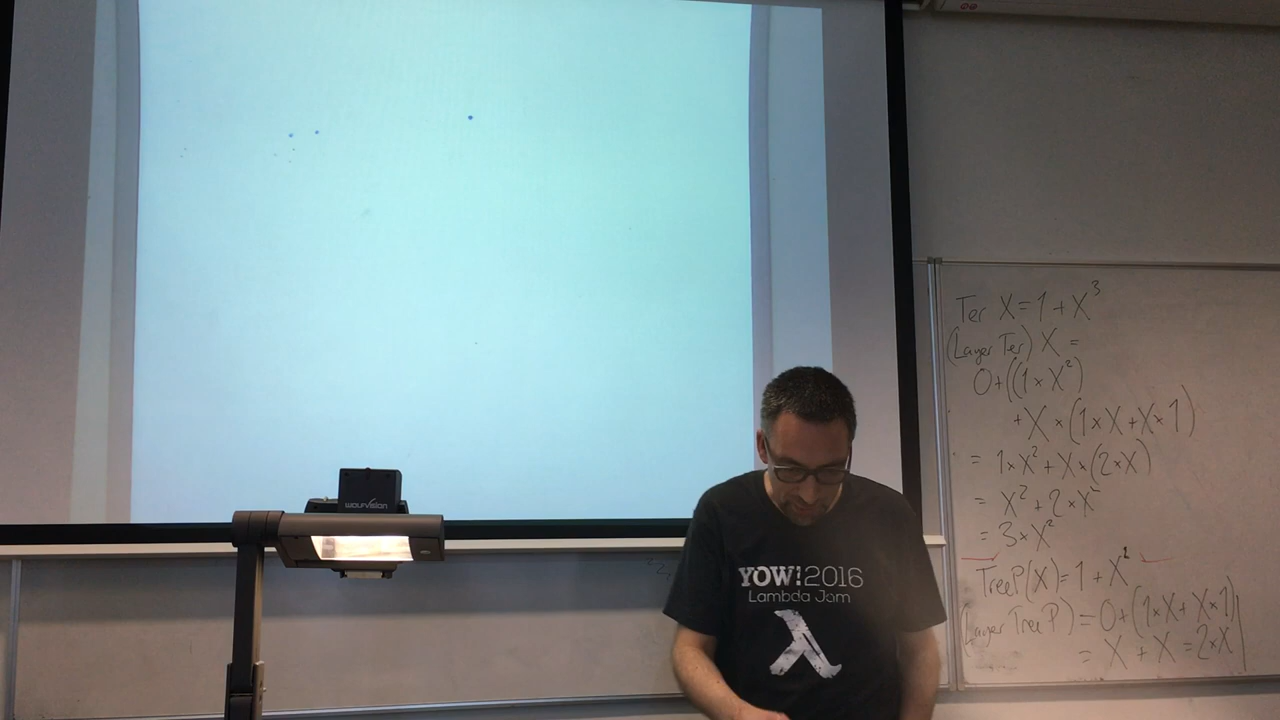 wolfvision
YOW! 2016
Lambda Jam
λ
Ter X = 1 + X³
(Layer Ter) X =
0 + ((1 × X²)
+ X × (1 × X + X × 1)
= 1 × X² + X × (2 × X)
= X² + 2 × X²
= 3 × X²
TreeP(X) = 1 + X²
(Layer TreeP) = 0 + (1 × X + X × 1)
= X + X = 2 × X